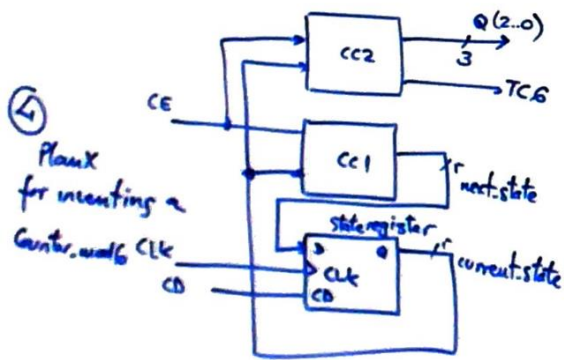 Q(2..0)
CC2
3
TC6
CE
④
Plan X
CC1
r
for inventing a
next_state
state register
Counter_mod6 CLK
D
Q
r
current_state
CLK
CD
CD